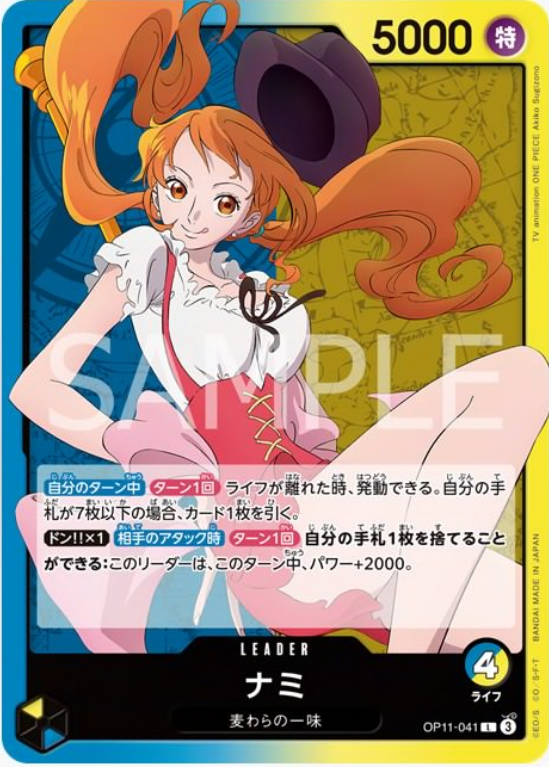 5000 特
TV animation ONE PIECE Akiko Sugizono
SAMPLE
自分のターン中 ターン1回 ライフが離れた時、発動できる。自分の手
札が7枚以下の場合、カード1枚を引く。
ドン!!×1 相手のアタック時 ターン1回 自分の手札1枚を捨てること
ができる:このリーダーは、このターン中、パワー+2000。
LEADER
ナミ
麦わらの一味
4
ライフ
OP11-041 L 3
©E.O/S ©O/S・F・T BANDAI MADE IN JAPAN